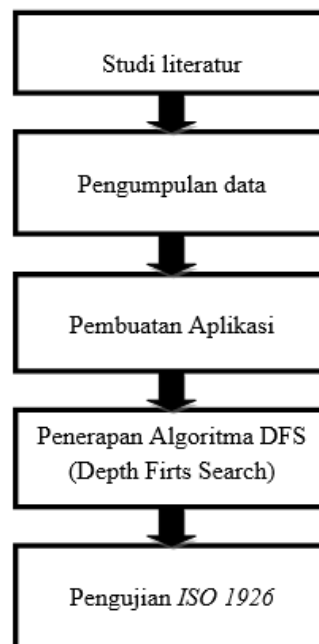 Studi literatur
Pengumpulan data
Pembuatan Aplikasi
Penerapan Algoritma DFS
(Depth Firts Search)
Pengujian ISO 1926